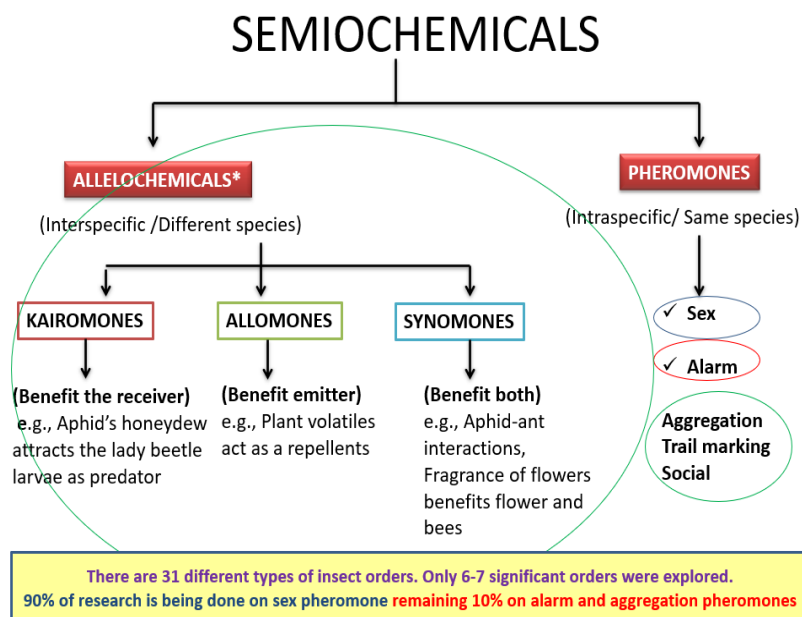 SEMIOCHEMICALS
ALLELOCHEMICALS*
(Interspecific /Different species)
PHEROMONES
(Intraspecific/ Same species)
KAIROMONES
(Benefit the receiver)
e.g., Aphid's honeydew
attracts the lady beetle
larvae as predator
ALLOMONES
(Benefit emitter)
e.g., Plant volatiles
act as a repellents
SYNOMONES
(Benefit both)
e.g., Aphid-ant
interactions,
Fragrance of flowers
benefits flower and
bees
✓ Sex
✓ Alarm
Aggregation
Trail marking
Social
There are 31 different types of insect orders. Only 6-7 significant orders were explored.
90% of research is being done on sex pheromone remaining 10% on alarm and aggregation pheromones